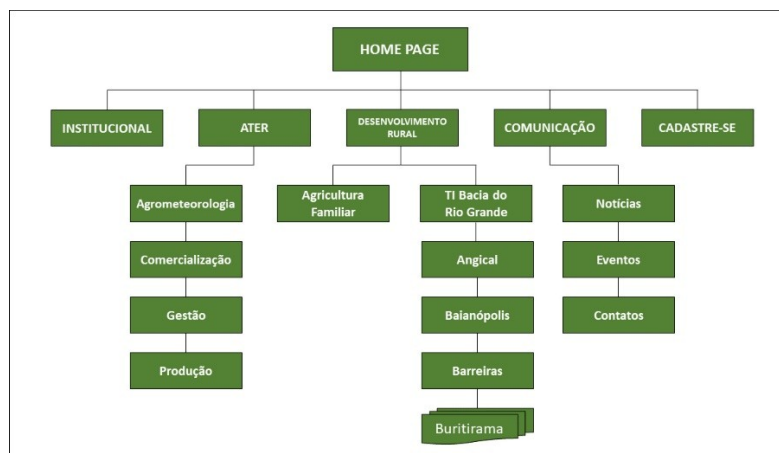 HOME PAGE
INSTITUCIONAL
ATER
DESENVOLVIMENTO
RURAL
COMUNICAÇÃO
CADASTRE-SE
Agrometeorologia
Comercialização
Gestão
Produção
Agricultura
Familiar
TI Bacia do
Rio Grande
Angical
Baianópolis
Barreiras
Buritirama
Notícias
Eventos
Contatos